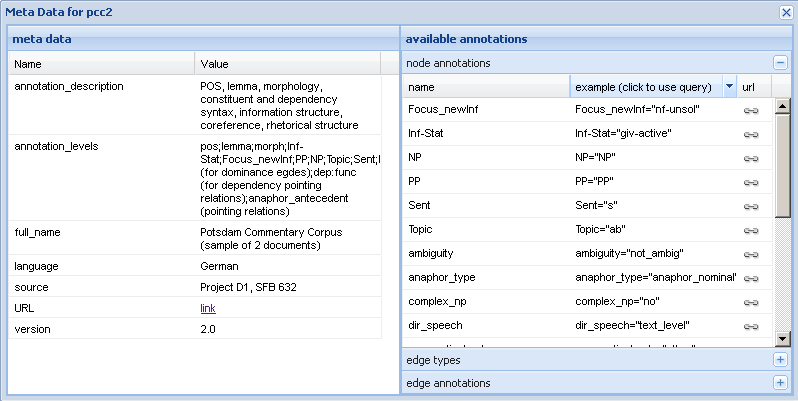 Meta Data for pcc2
meta data
Name Value
annotation_description POS, lemma, morphology,
constituent and dependency
syntax, information structure,
coreference, rhetorical structure
annotation_levels pos;lemma;morph;Inf-
Stat;Focus_newInf;PP;NP;Topic;Sent;
(for dominance egdes);dep:func
(for dependency pointing
relations);anaphor_antecedent
(pointing relations)
full_name Potsdam Commentary Corpus
(sample of 2 documents)
language German
source Project D1, SFB 632
URL link
version 2.0
available annotations
node annotations
name example (click to use query) url
Focus_newInf Focus_newInf="nf-unsol"
Inf-Stat Inf-Stat="giv-active"
NP NP="NP"
PP PP="PP"
Sent Sent="s"
Topic Topic="ab"
ambiguity ambiguity="not_ambig"
anaphor_type anaphor_type="anaphor_nominal"
complex_np complex_np="no"
dir_speech dir_speech="text_level"
edge types
edge annotations